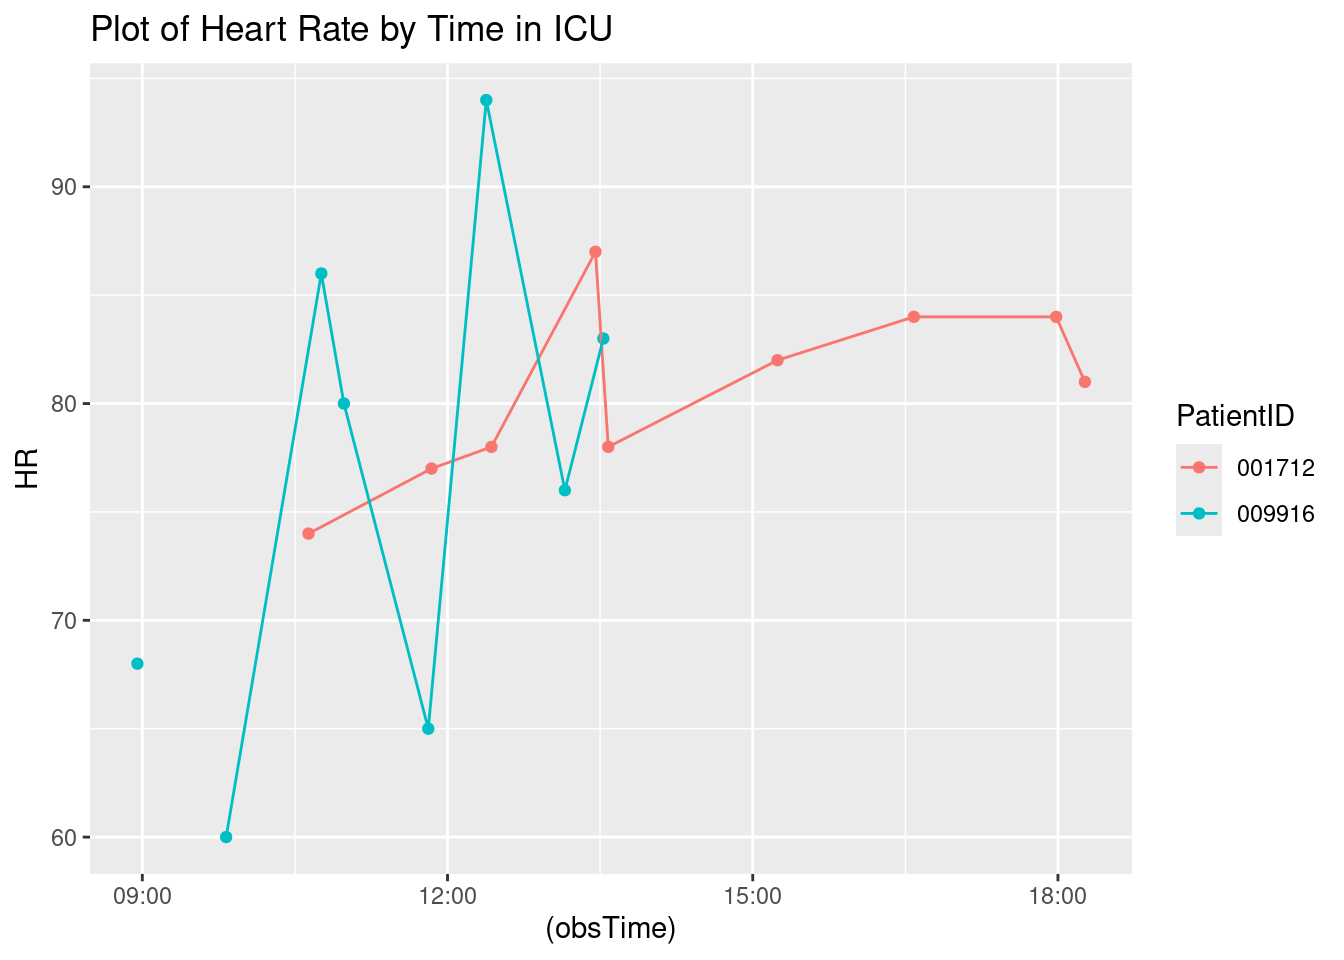 Plot of Heart Rate by Time in ICU
HR
90
80
70
60
09:00 12:00 15:00 18:00
(obsTime)
PatientID
001712
009916